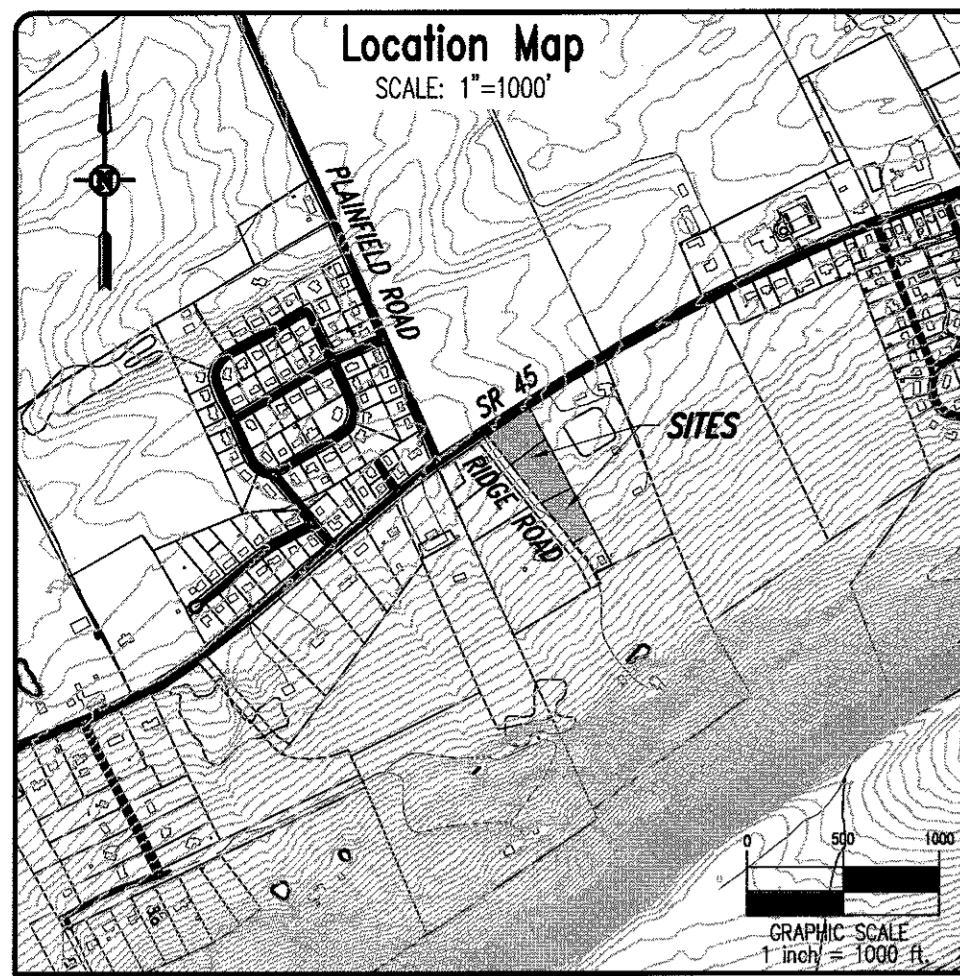 Location Map
SCALE: 1"=1000'
N
PLAINFIELD ROAD
SR 45
SITES
RIDGE ROAD
0 500 1000
GRAPHIC SCALE
1 inch = 1000 ft.